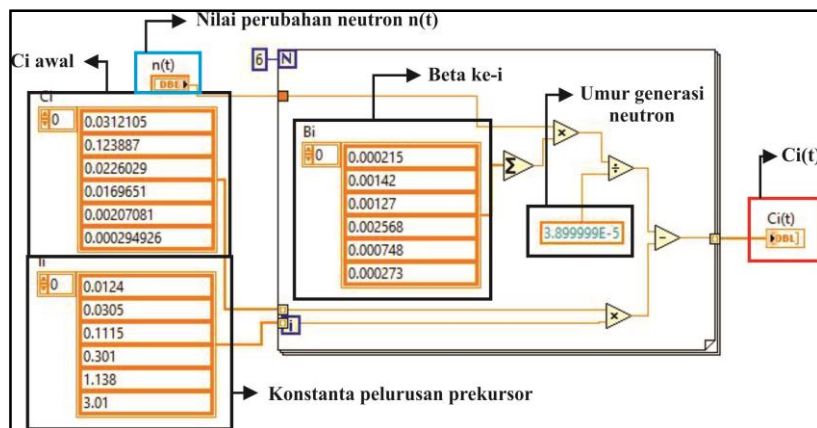 Nilai perubahan neutron n(t)
Ci awal
n(t)
DBL
6
N
Beta ke-i
Umur generasi
neutron
0
0.0312105
0.123887
0.0226029
0.0169651
0.00207081
0.000294926
Bi
0
0.000215
0.00142
0.00127
0.002568
0.000748
0.000273
Σ
×
÷
3.899999E-5
−
Ci(t)
Ci(t)
DBL
0
0.0124
0.0305
0.1115
0.301
1.138
3.01
i
×
Konstanta pelurusan prekursor